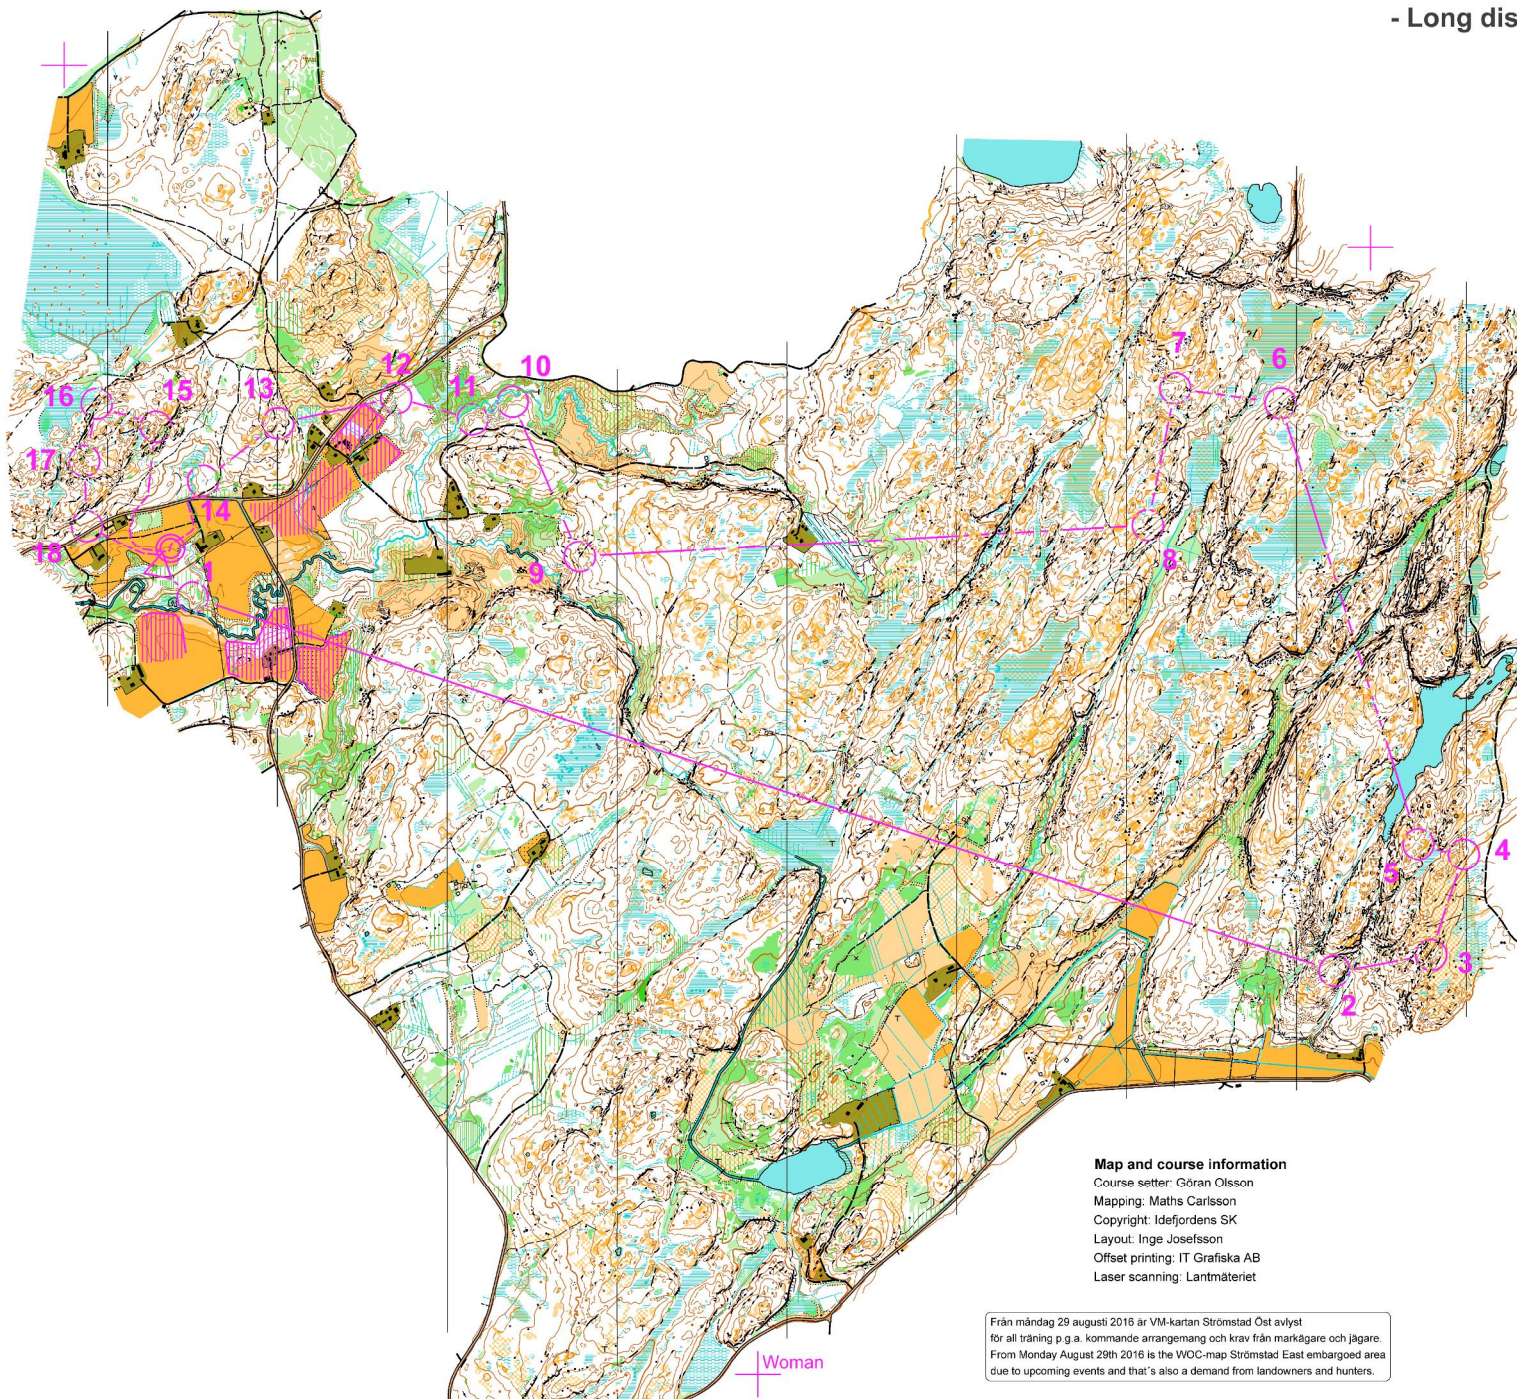 - Long dis
7
6
12
10
16
15
13
11
17
14
18
8
9
1
4
5
3
2
Map and course information
Course setter: Göran Olsson
Mapping: Maths Carlsson
Copyright: Idefjordens SK
Layout: Inge Josefsson
Offset printing: IT Grafiska AB
Laser scanning: Lantmäteriet
Från måndag 29 augusti 2016 är VM-kartan Strömstad Öst avlyst
för all träning p.g.a. kommande arrangemang och krav från markägare och jägare.
From Monday August 29th 2016 is the WOC-map Strömstad East embargoed area
due to upcoming events and that´s also a demand from landowners and hunters.
Woman